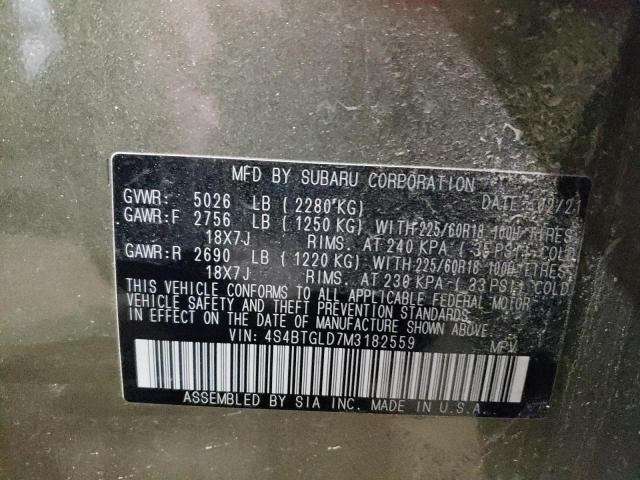 MFD BY SUBARU CORPORATION DATE 02/21
GVWR: 5026 LB ( 2280 KG)
GAWR:F 2756 LB ( 1250 KG) WITH 225/60R18 100H TIRES
18X7J RIMS. AT 240 KPA ( 35 PSI) COLD
GAWR:R 2690 LB ( 1220 KG) WITH 225/60R18 100H TIRES
18X7J RIMS. AT 230 KPA ( 33 PSI) COLD
THIS VEHICLE CONFORMS TO ALL APPLICABLE FEDERAL MOTOR
VEHICLE SAFETY AND THEFT PREVENTION STANDARDS IN EFFECT
ON THE DATE OF MANUFACTURE SHOWN ABOVE.
VIN: 4S4BTGLD7M3182559 MPV
ASSEMBLED BY SIA INC. MADE IN U.S.A.